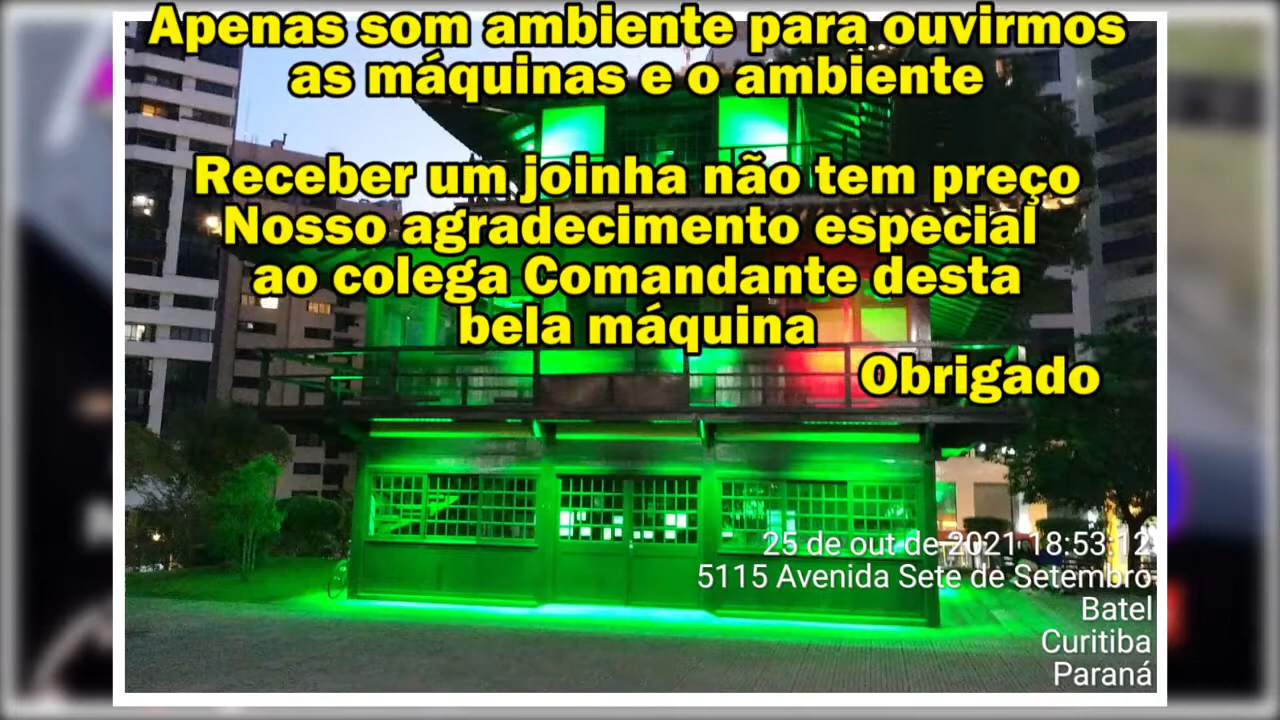 Apenas som ambiente para ouvirmos
as máquinas e o ambiente
Receber um joinha não tem preço
Nosso agradecimento especial
ao colega Comandante desta
bela máquina
Obrigado
25 de out de 2021 18:53:12
5115 Avenida Sete de Setembro
Batel
Curitiba
Paraná